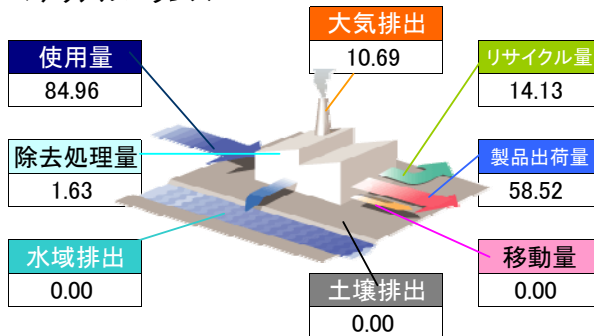 大気排出
10.69
使用量
84.96
リサイクル量
14.13
除去処理量
1.63
製品出荷量
58.52
水域排出
0.00
土壌排出
0.00
移動量
0.00